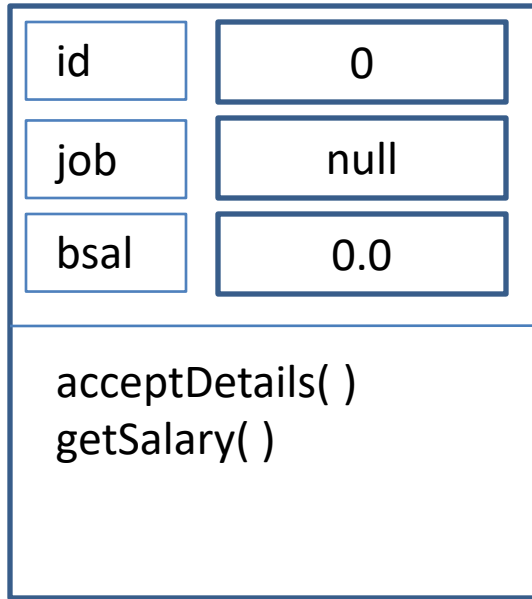 id 0
job null
bsal 0.0
acceptDetails( )
getSalary( )